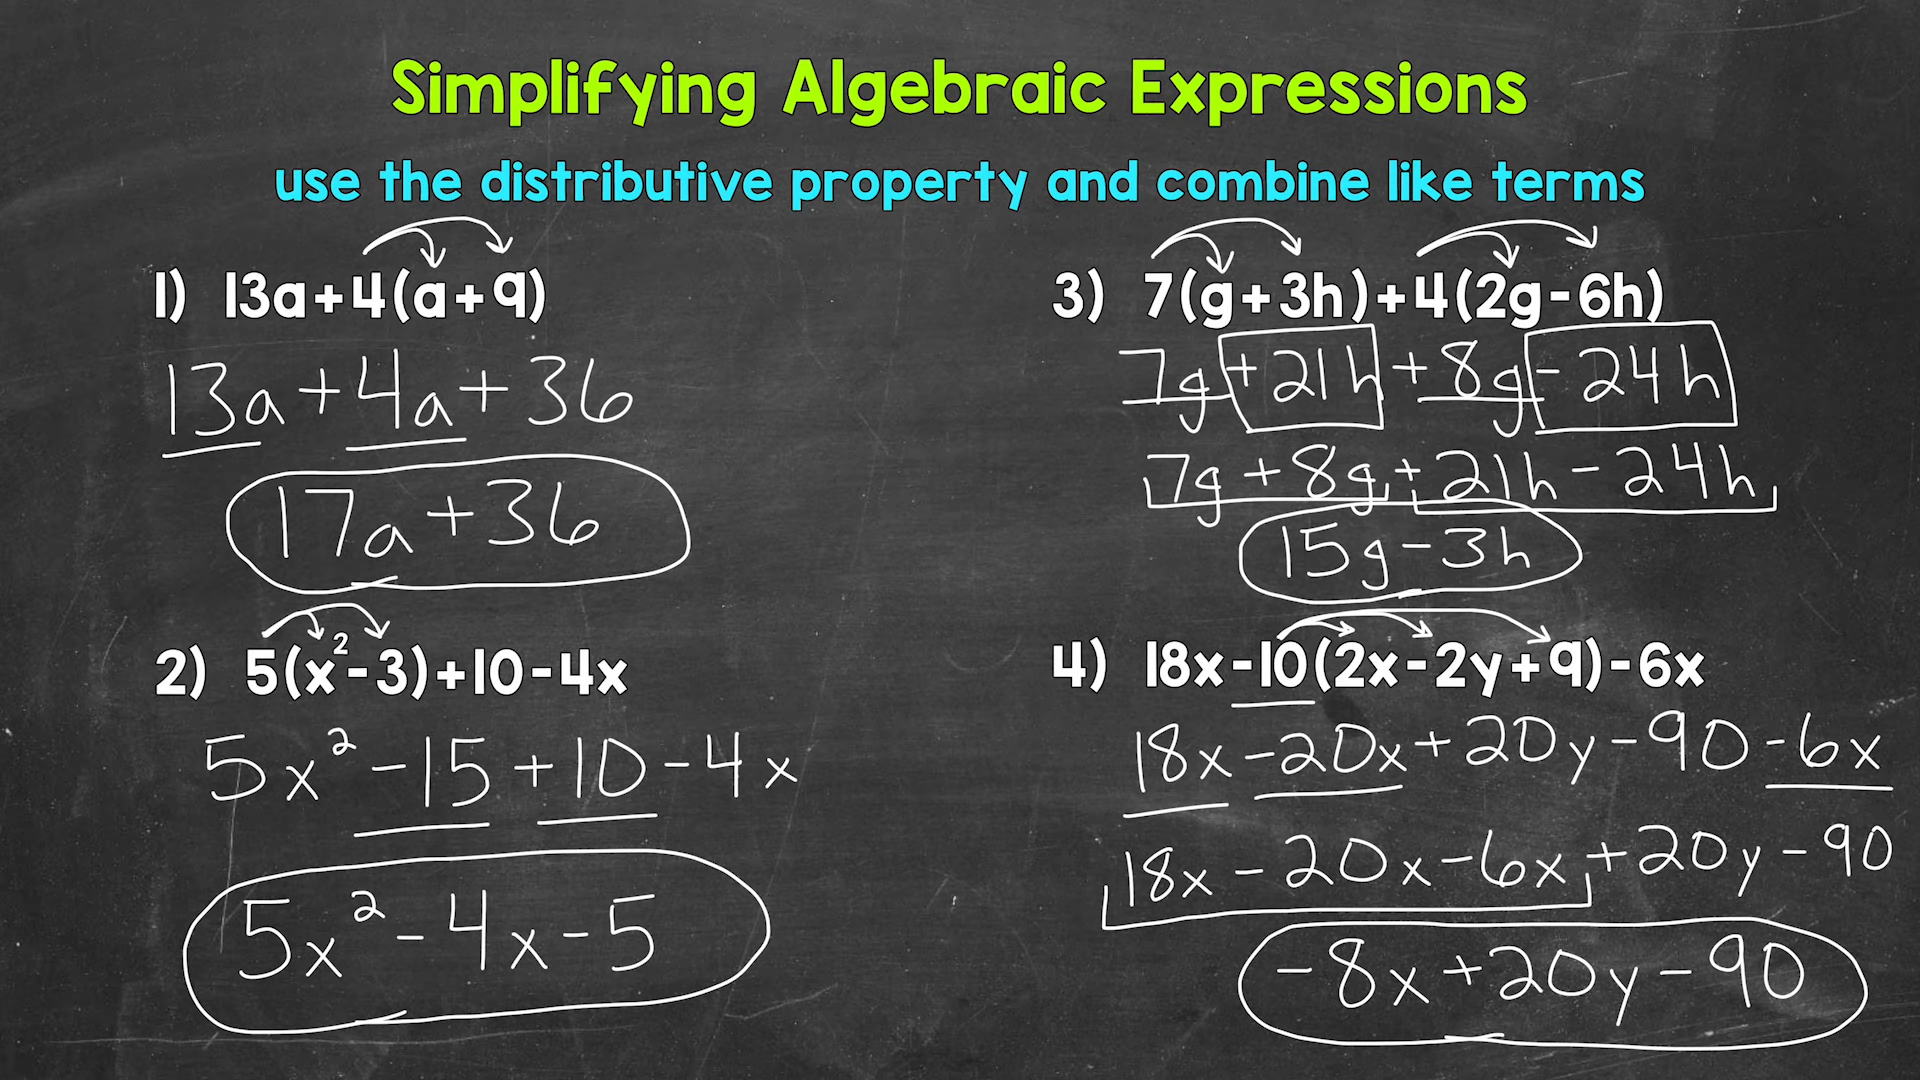 Simplifying Algebraic Expressions
use the distributive property and combine like terms
1) 13a+4(a+9)
13a+4a+36
17a+36
2) 5(x²-3)+10-4x
5x²-15+10-4x
5x²-4x-5
3) 7(g+3h)+4(2g-6h)
7g+21h+8g-24h
7g+8g+21h-24h
15g-3h
4) 18x-10(2x-2y+9)-6x
18x-20x+20y-90-6x
18x-20x-6x+20y-90
-8x+20y-90